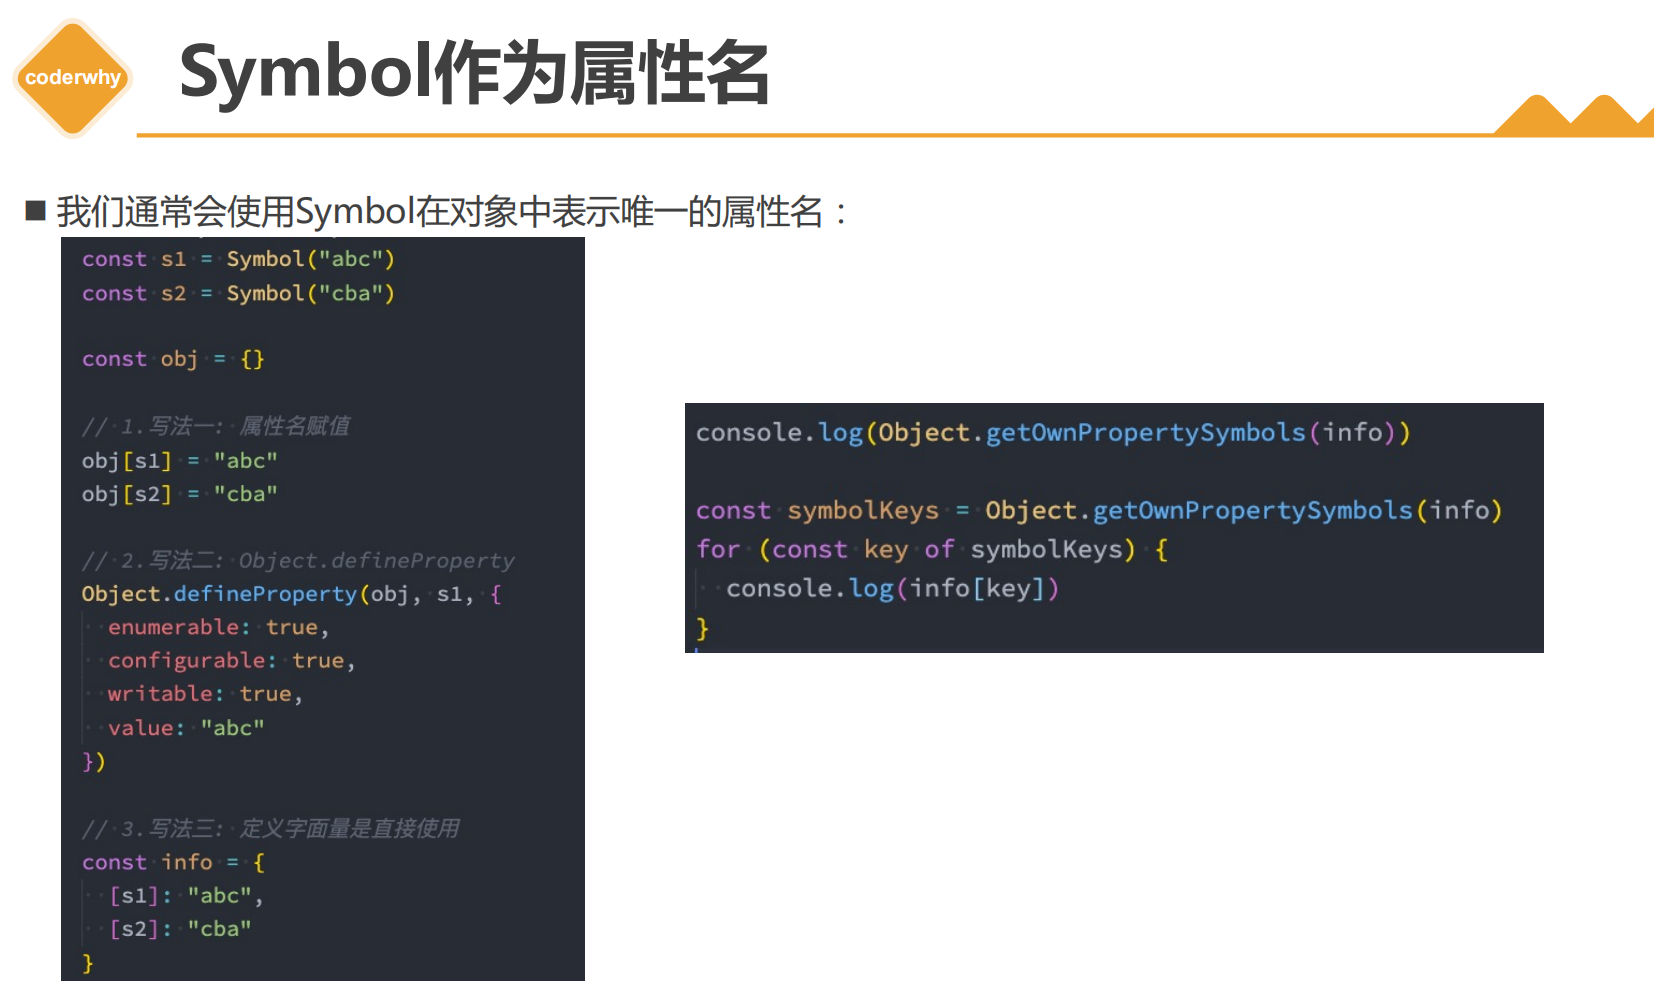 coderwhy
Symbol作为属性名
我们通常会使用Symbol在对象中表示唯一的属性名：
const s1 = Symbol("abc")
const s2 = Symbol("cba")
const obj = {}
// 1.写法一: 属性名赋值
obj[s1] = "abc"
obj[s2] = "cba"
// 2.写法二: Object.defineProperty
Object.defineProperty(obj, s1, {
  enumerable: true,
  configurable: true,
  writable: true,
  value: "abc"
})
// 3.写法三: 定义字面量是直接使用
const info = {
  [s1]: "abc",
  [s2]: "cba"
}
console.log(Object.getOwnPropertySymbols(info))
const symbolKeys = Object.getOwnPropertySymbols(info)
for (const key of symbolKeys) {
  console.log(info[key])
}